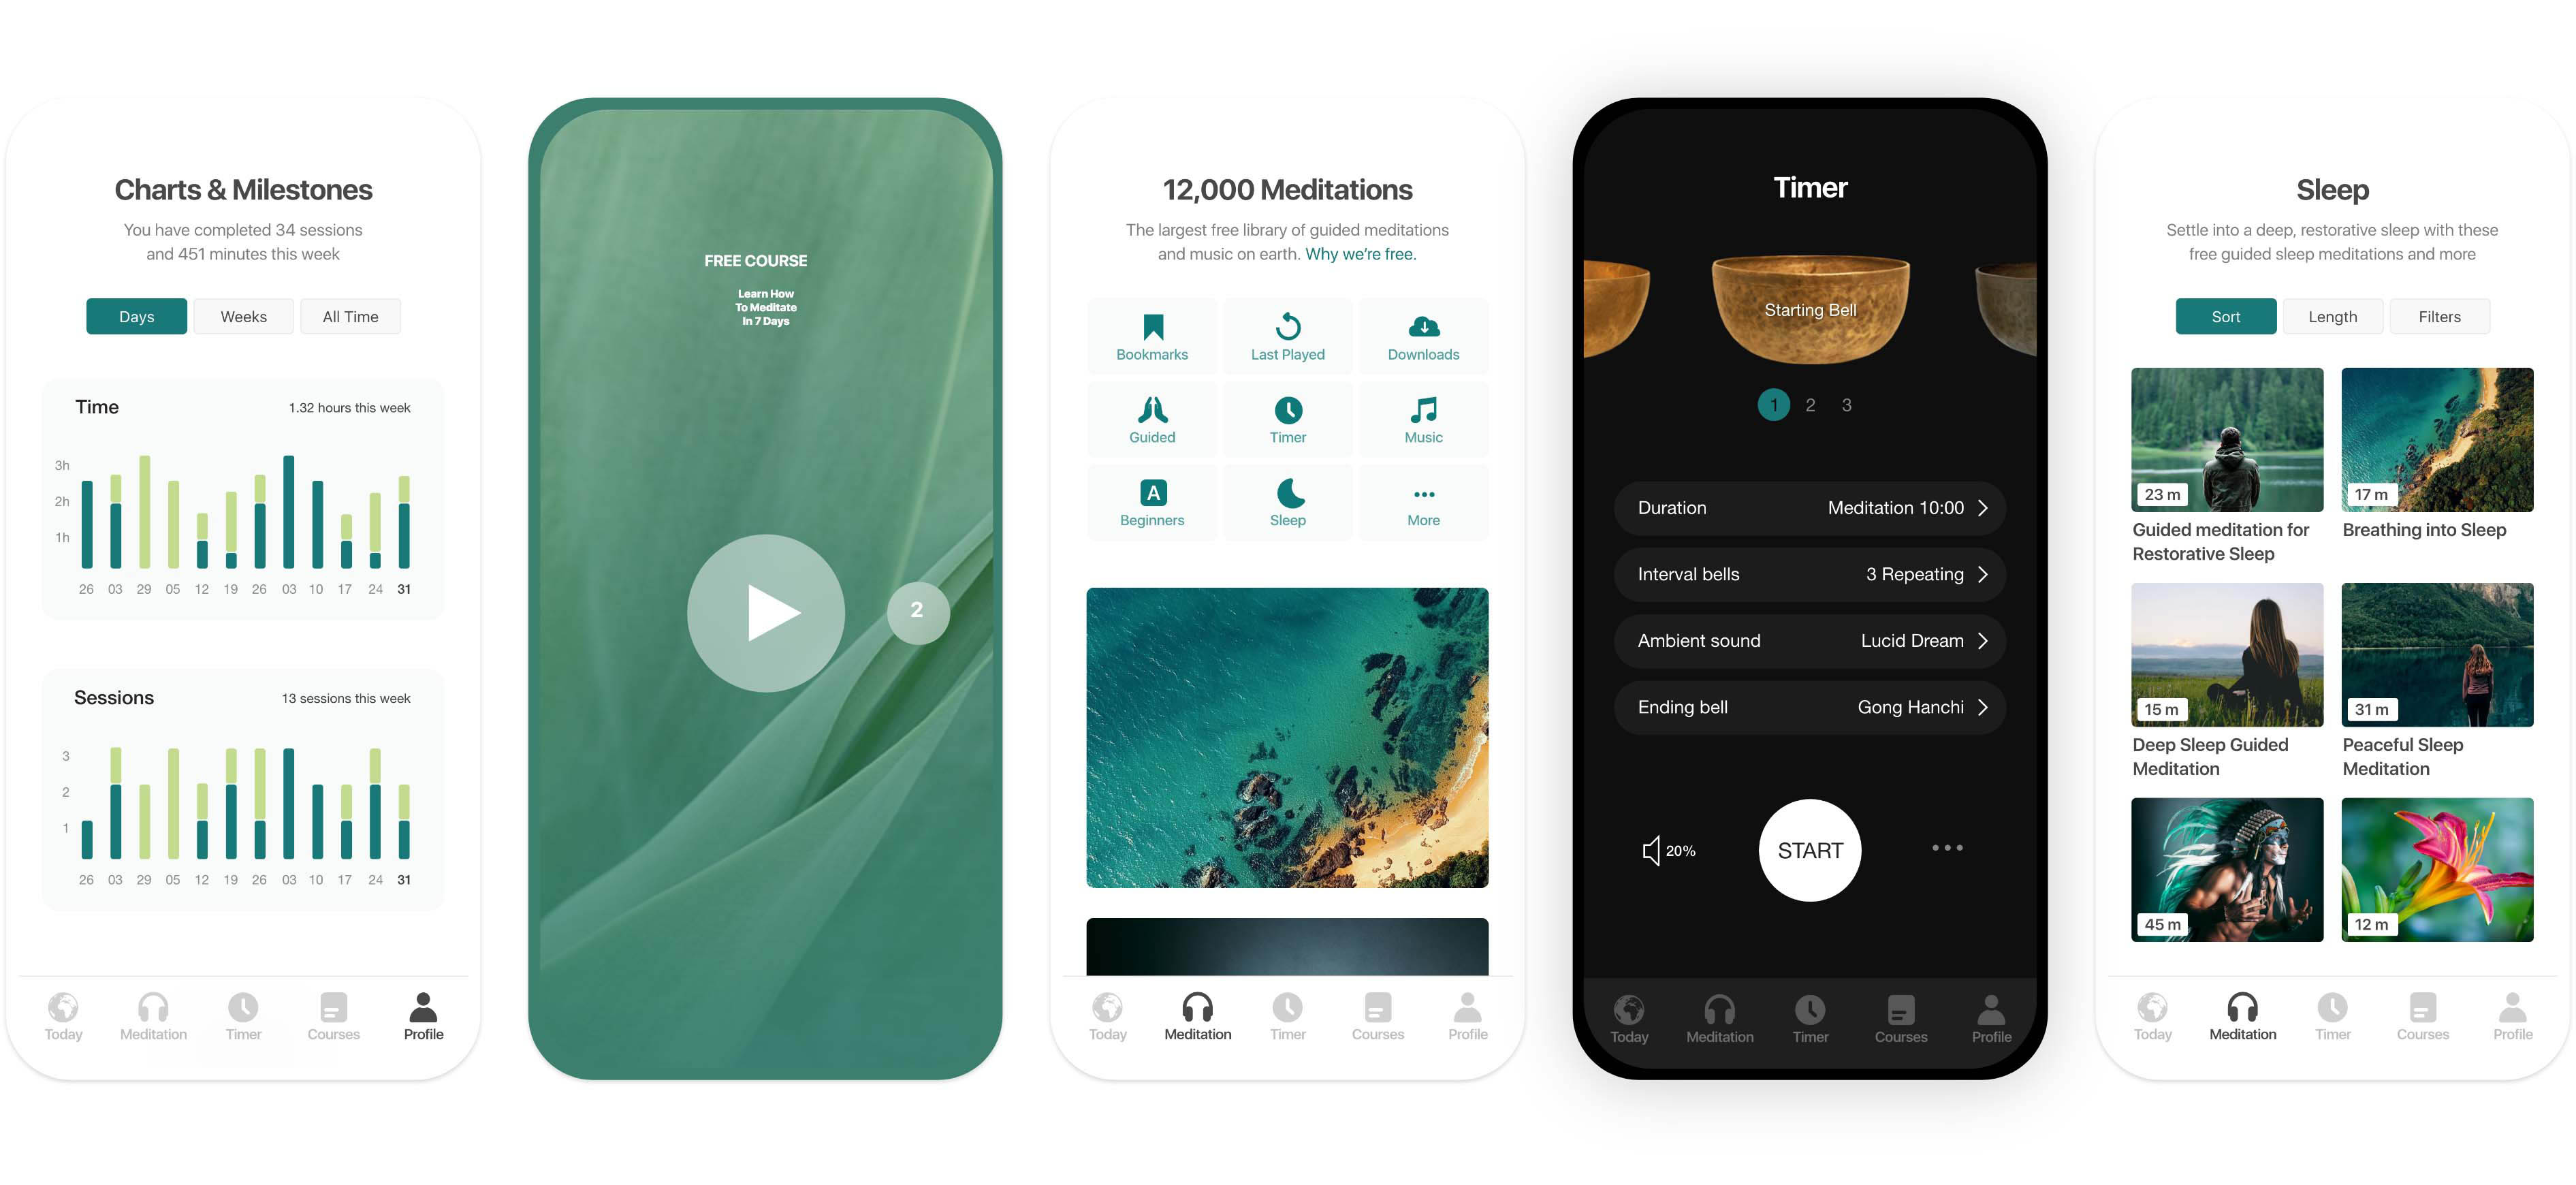 Charts & Milestones
You have completed 34 sessions
and 451 minutes this week
Days Weeks All Time
Time 1.32 hours this week
3h
2h
1h
26 03 29 05 12 19 26 03 10 17 24 31
Sessions 13 sessions this week
3
2
1
26 03 29 05 12 19 26 03 10 17 24 31
Today Meditation Timer Courses Profile
FREE COURSE
Learn How
To Meditate
In 7 Days
2
12,000 Meditations
The largest free library of guided meditations
and music on earth. Why we’re free.
Bookmarks Last Played Downloads
Guided Timer Music
A
Beginners Sleep More
Today Meditation Timer Courses Profile
Timer
Starting Bell
1 2 3
Duration Meditation 10:00
Interval bells 3 Repeating
Ambient sound Lucid Dream
Ending bell Gong Hanchi
20% START
Today Meditation Timer Courses Profile
Sleep
Settle into a deep, restorative sleep with these
free guided sleep meditations and more
Sort Length Filters
23 m 17 m
Guided meditation for Breathing into Sleep
Restorative Sleep
15 m 31 m
Deep Sleep Guided Peaceful Sleep
Meditation Meditation
45 m 12 m
Today Meditation Timer Courses Profile